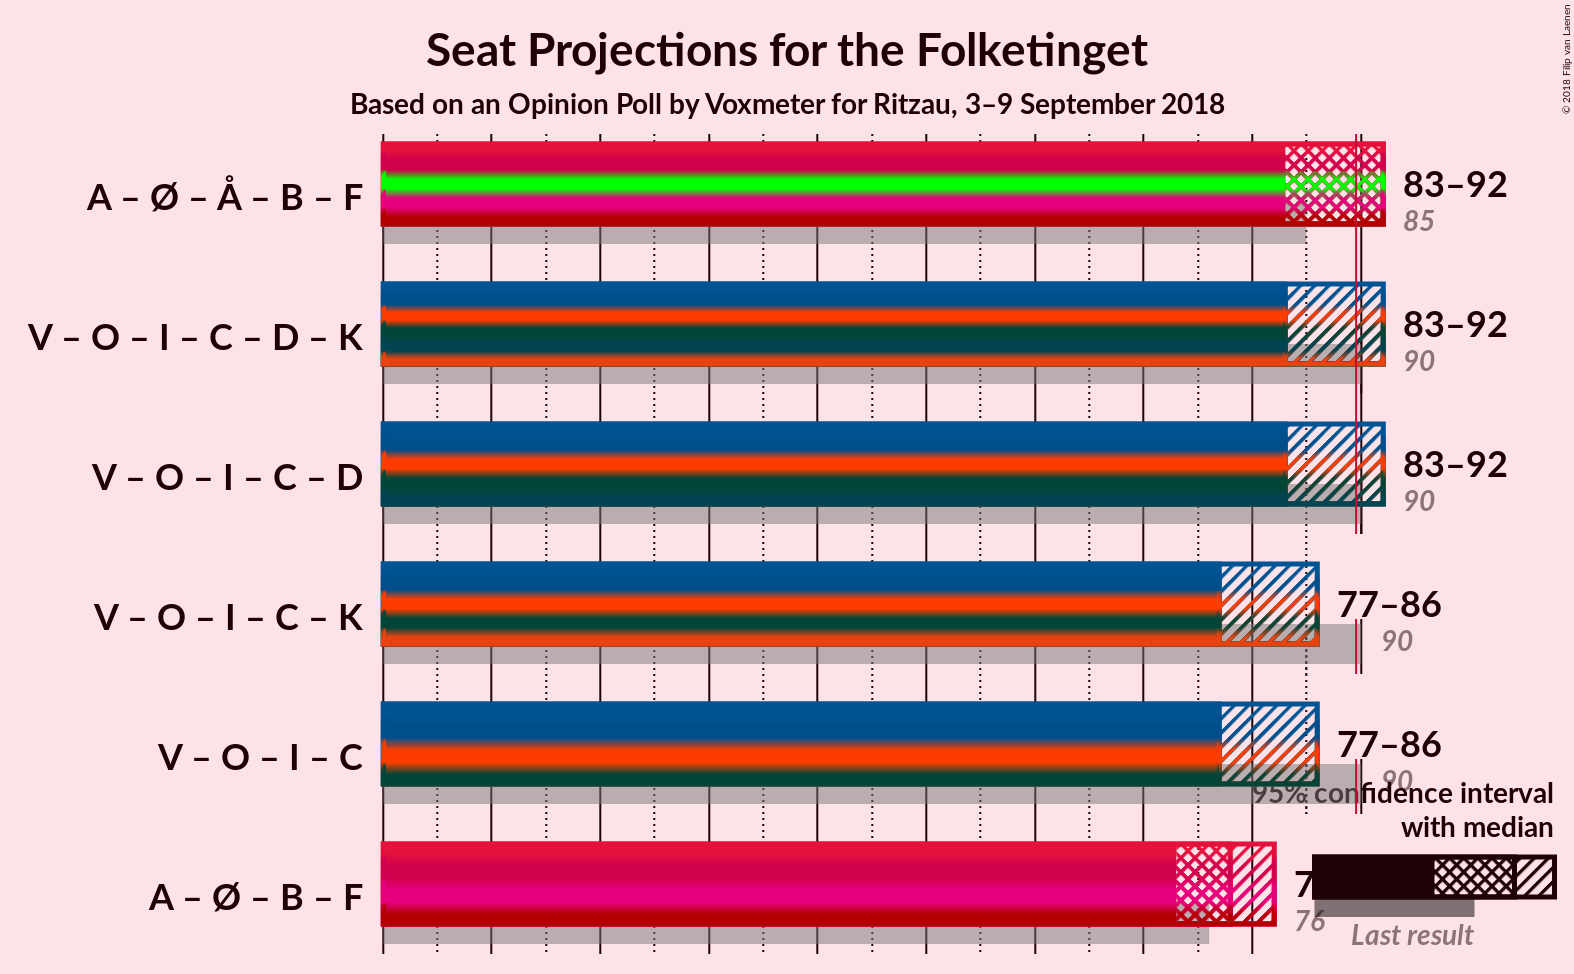 Seat Projections for the Folketinget
Based on an Opinion Poll by Voxmeter for Ritzau, 3–9 September 2018
© 2018 Filip van Laenen
A – Ø – Å – B – F
83–92
85
V – O – I – C – D – K
83–92
90
V – O – I – C – D
83–92
90
V – O – I – C – K
77–86
90
V – O – I – C
77–86
90
95% confidence interval
with median
A – Ø – B – F
76
Last result